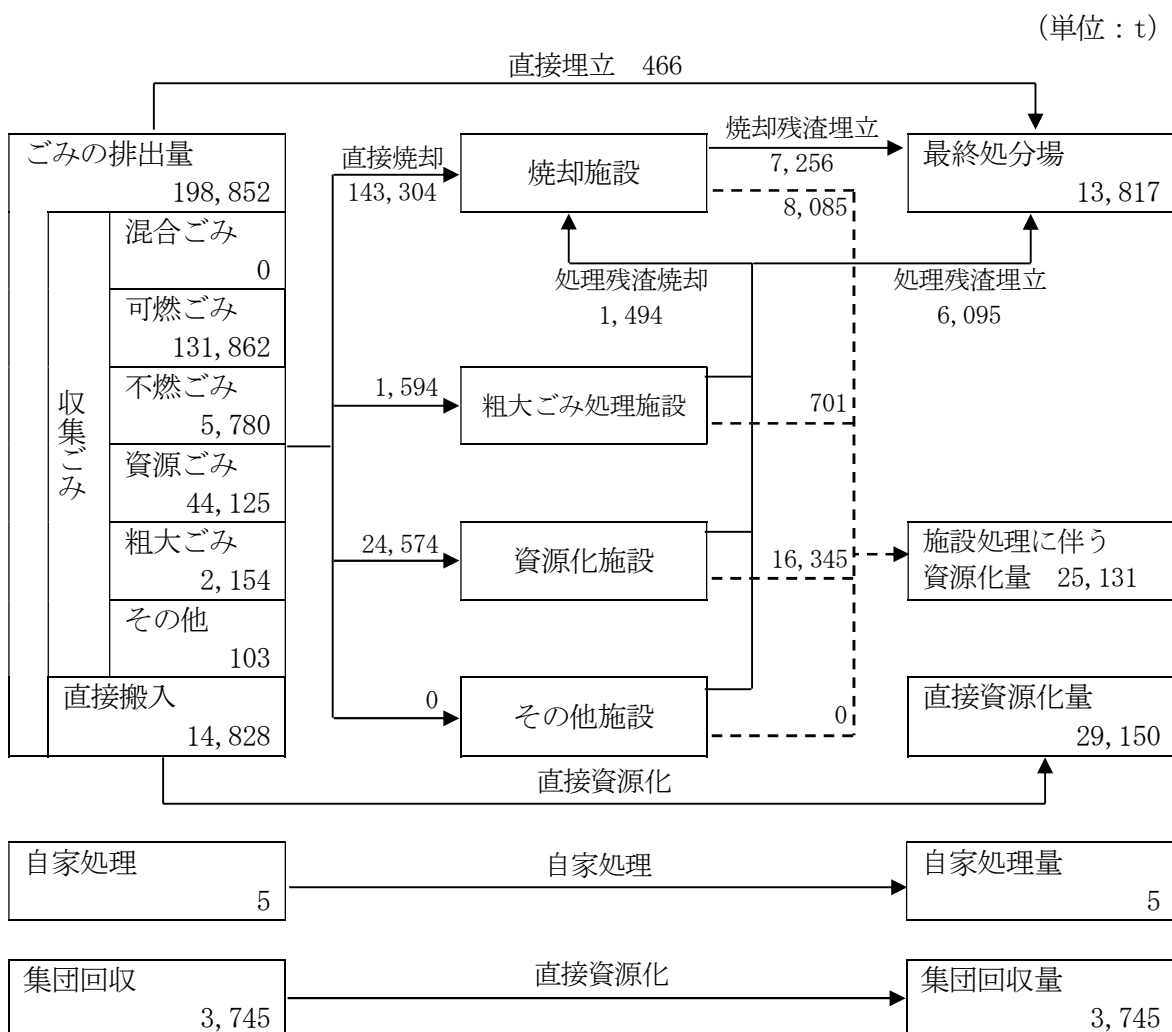 (単位：t)
直接埋立　466
ごみの排出量
198,852
混合ごみ
0
可燃ごみ
131,862
不燃ごみ
5,780
資源ごみ
44,125
粗大ごみ
2,154
その他
103
収集ごみ
直接搬入
14,828
直接焼却
143,304
焼却施設
焼却残渣埋立
7,256
8,085
最終処分場
13,817
処理残渣焼却
1,494
処理残渣埋立
6,095
1,594
粗大ごみ処理施設
701
24,574
資源化施設
16,345
施設処理に伴う
資源化量　25,131
0
その他施設
0
直接資源化量
29,150
直接資源化
自家処理
5
自家処理
自家処理量
5
集団回収
3,745
直接資源化
集団回収量
3,745